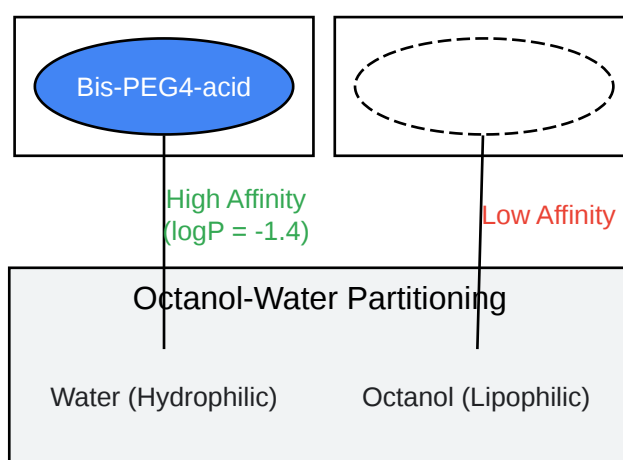 Bis-PEG4-acid
High Affinity
(logP = -1.4)
Low Affinity
Octanol-Water Partitioning
Water (Hydrophilic)
Octanol (Lipophilic)